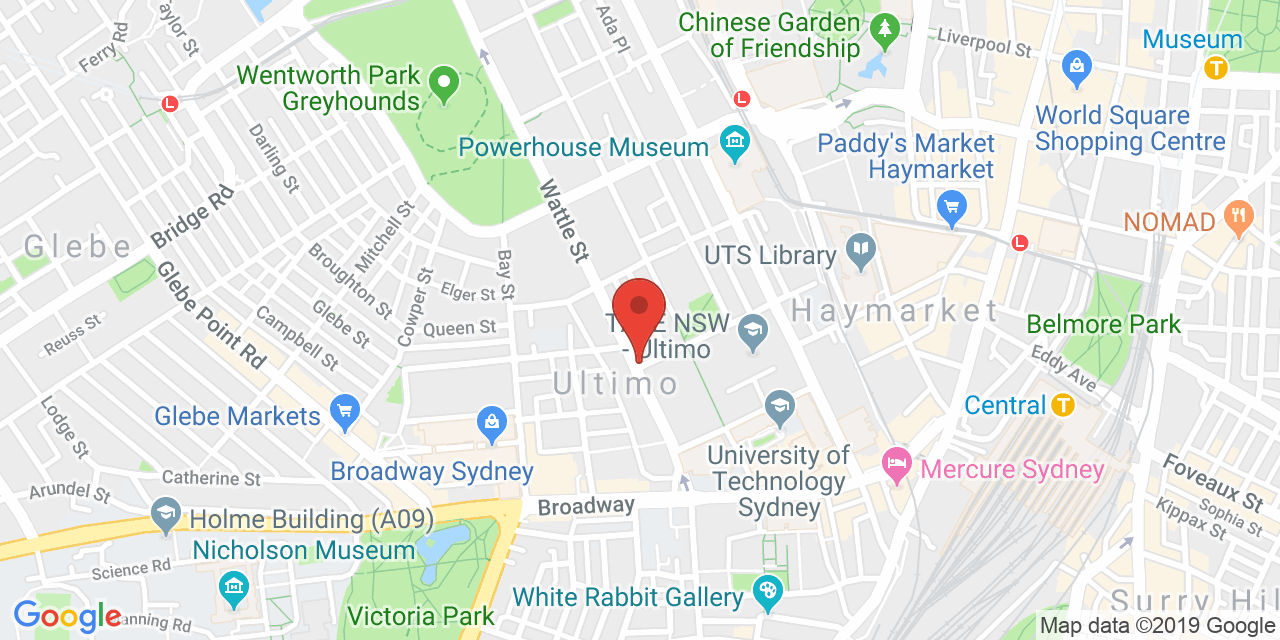 Ferry Rd
Taylor St
Ada Pl
Chinese Garden
of Friendship
Liverpool St
Museum
T
Wentworth Park
Greyhounds
L
L
World Square
Shopping Centre
Powerhouse Museum
Paddy's Market
Haymarket
Darling St
Bridge Rd
Mitchell St
Wattle St
NOMAD
Glebe
UTS Library
L
Broughton St
Bay St
Elger St
Glebe Point Rd
Glebe St
Cowper St
Queen St
Campbell St
Reuss St
Haymarket
NSW
Ultimo
Belmore Park
Eddy Ave
Ultimo
Glebe Markets
Central
T
Lodge St
Broadway Sydney
University of
Technology
Sydney
Mercure Sydney
Catherine St
Arundel St
Foveaux St
Sophia St
Kippax St
Broadway
Holme Building (A09)
Nicholson Museum
Science Rd
White Rabbit Gallery
Victoria Park
Surry Hil
Google
anning Rd
Map data ©2019 Google